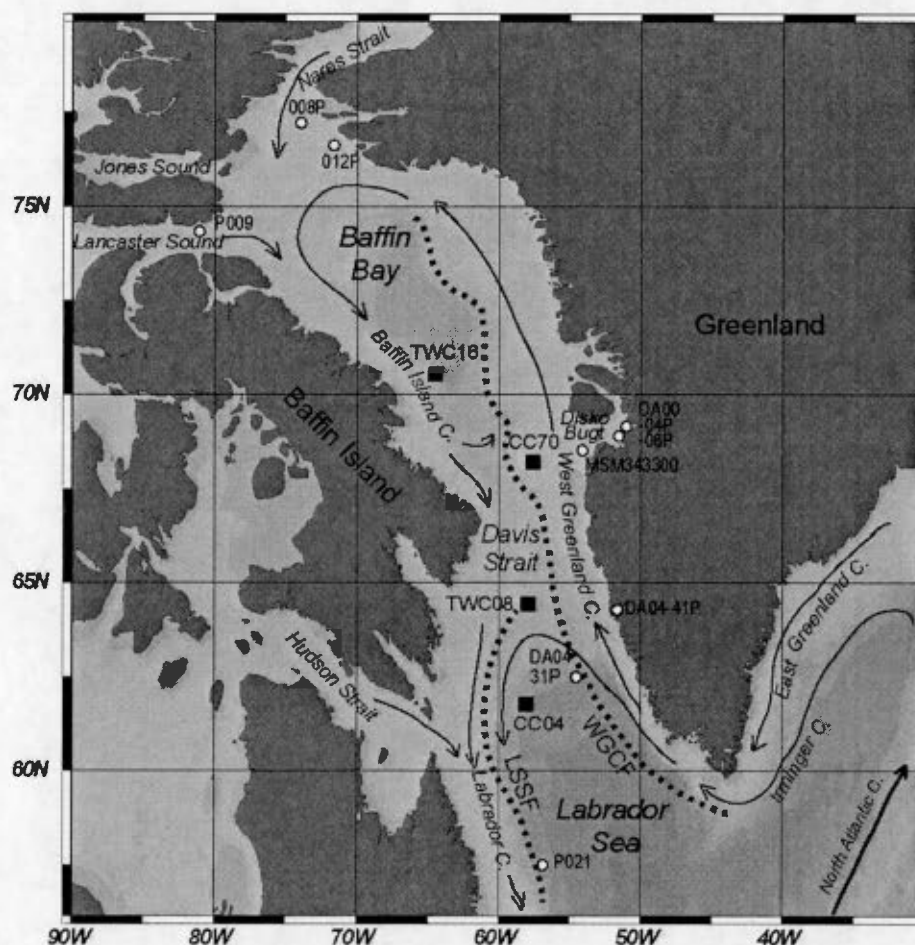 Nares Strait
008P
012P
Jones Sound
75N
P009
Lancaster Sound
Baffin
Bay
Greenland
TWC16
Baffin Island C.
70N
Baffin Island
Disko
Bugt
DA00
-04P
-06P
CC70
MSM343300
West Greenland C.
Davis
Strait
65N
TWC08
DA04-41P
East Greenland C.
Hudson Strait
DA04
31P
CC04
WGCF
Irminger C.
60N
LSSF
Labrador C.
Labrador
Sea
North Atlantic C.
P021
90W
80W
70W
60W
50W
40W